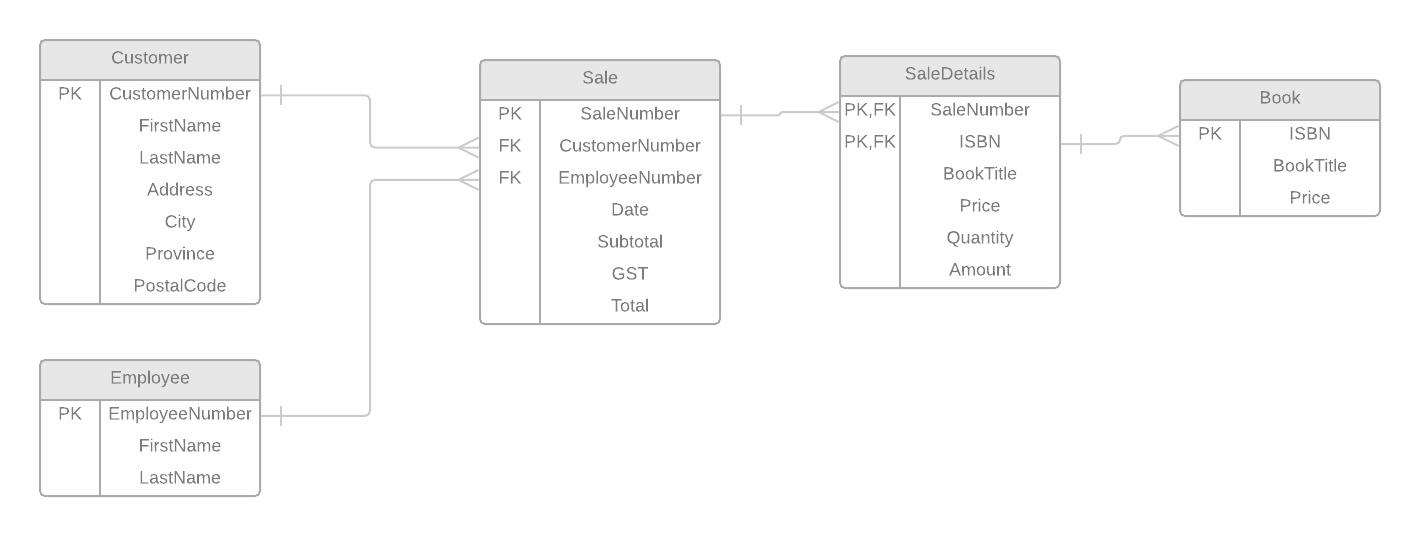 Customer
PK CustomerNumber
FirstName
LastName
Address
City
Province
PostalCode
Employee
PK EmployeeNumber
FirstName
LastName
Sale
PK SaleNumber
FK CustomerNumber
FK EmployeeNumber
Date
Subtotal
GST
Total
SaleDetails
PK,FK SaleNumber
PK,FK ISBN
BookTitle
Price
Quantity
Amount
Book
PK ISBN
BookTitle
Price